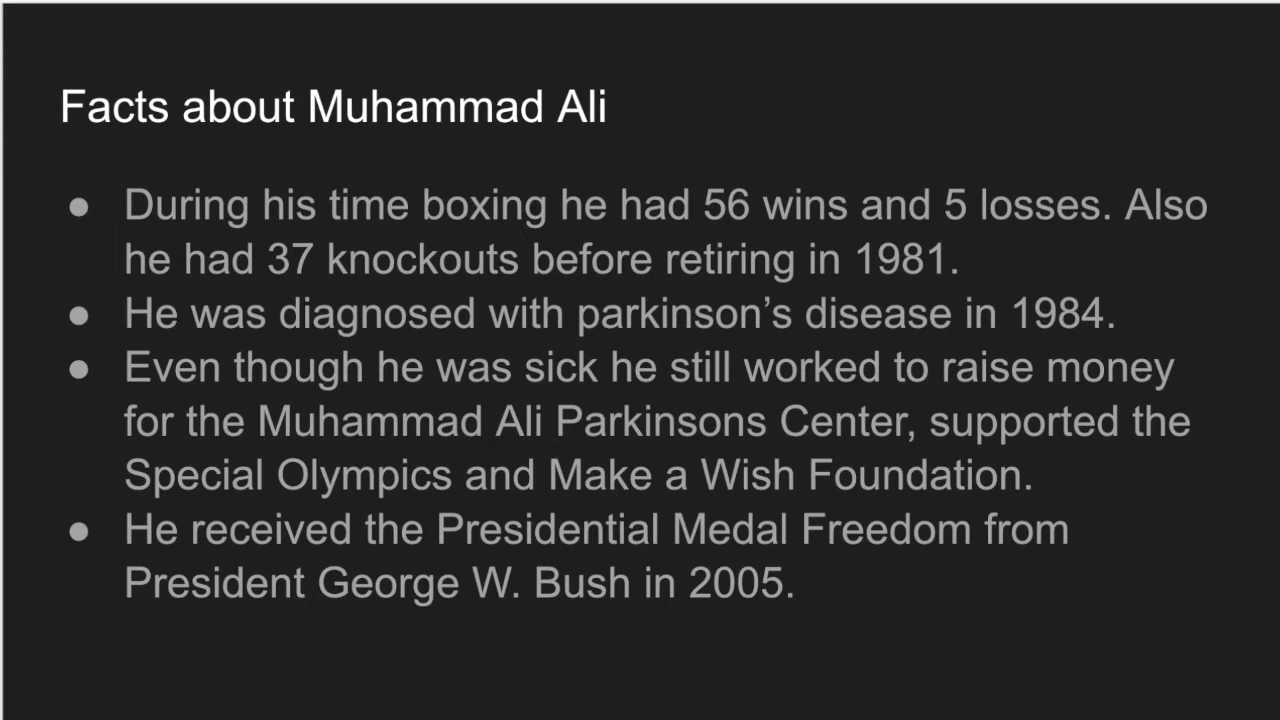 Facts about Muhammad Ali
● During his time boxing he had 56 wins and 5 losses. Also
he had 37 knockouts before retiring in 1981.
● He was diagnosed with parkinson’s disease in 1984.
● Even though he was sick he still worked to raise money
for the Muhammad Ali Parkinsons Center, supported the
Special Olympics and Make a Wish Foundation.
● He received the Presidential Medal Freedom from
President George W. Bush in 2005.